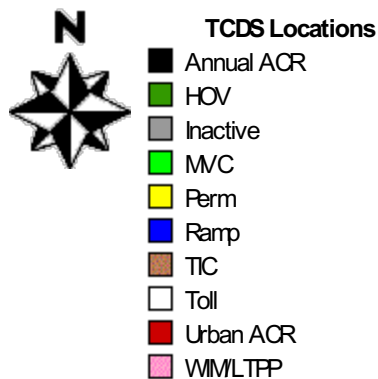 N
TCDS Locations
Annual ACR
HOV
Inactive
MVC
Perm
Ramp
TIC
Toll
Urban ACR
WIM/LTPP